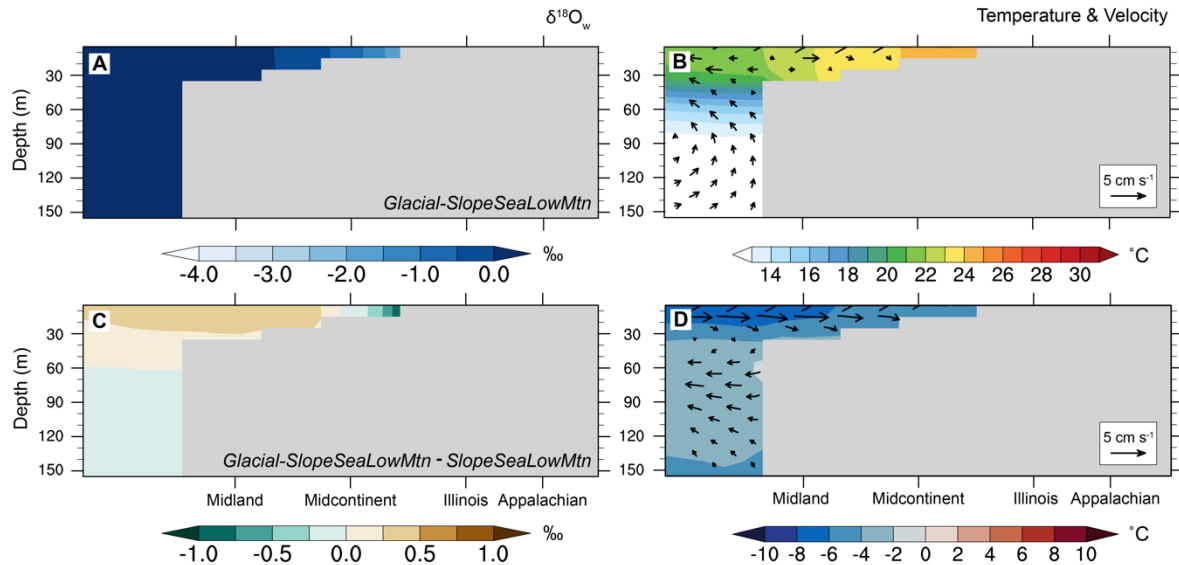 δ¹⁸Ow
Temperature & Velocity
A
B
Depth (m)
30
60
90
120
150
30
60
90
120
150
Glacial-SlopeSeaLowMtn
5 cm s⁻¹
-4.0 -3.0 -2.0 -1.0 0.0 ‰
14 16 18 20 22 24 26 28 30 °C
C
D
Depth (m)
30
60
90
120
150
30
60
90
120
150
Glacial-SlopeSeaLowMtn - SlopeSeaLowMtn
5 cm s⁻¹
Midland Midcontinent Illinois Appalachian
Midland Midcontinent Illinois Appalachian
-1.0 -0.5 0.0 0.5 1.0 ‰
-10 -8 -6 -4 -2 0 2 4 6 8 10 °C